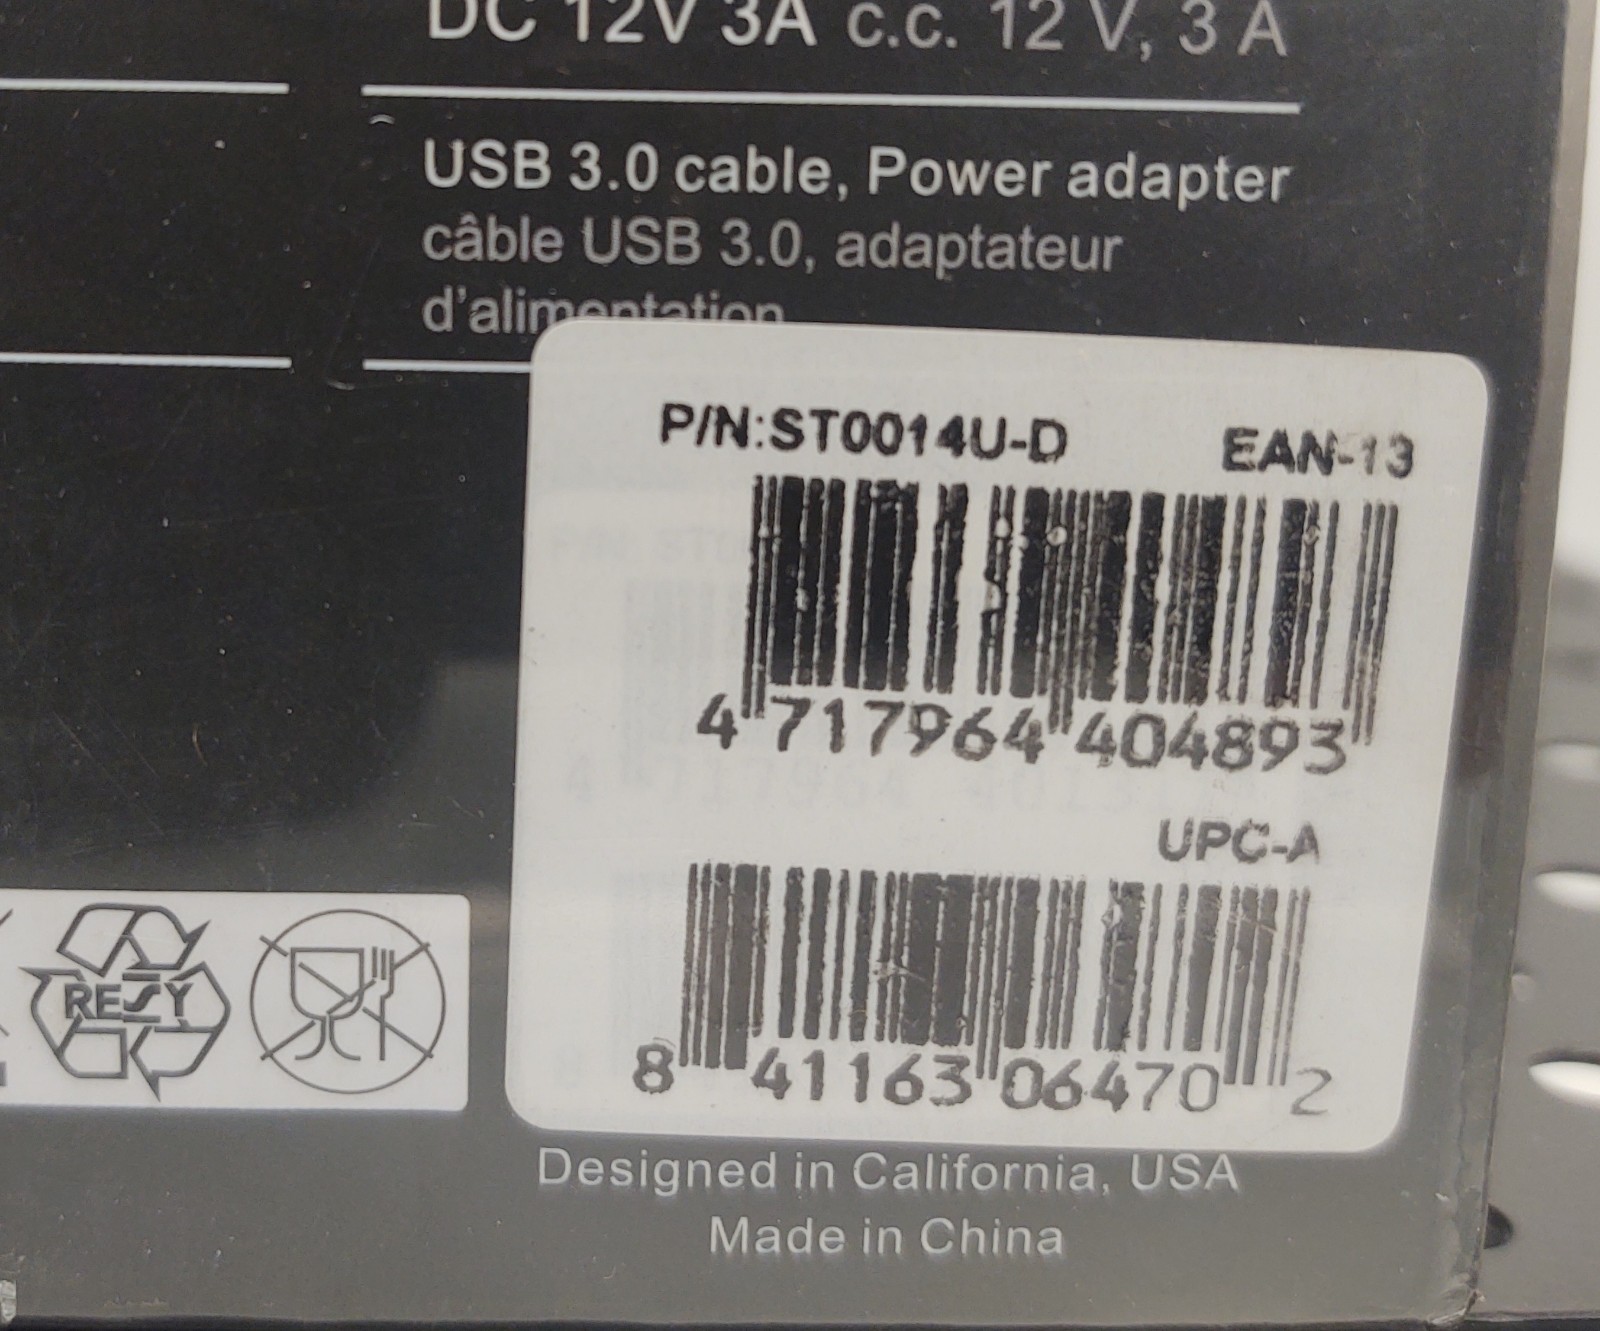 DC 12V 3A c.c. 12 V, 3 A
USB 3.0 cable, Power adapter
câble USB 3.0, adaptateur
d'alimentation
P/N:ST0014U-D EAN-13
4 717964 404893
UPC-A
8 41163 06470 2
RESY
Designed in California, USA
Made in China